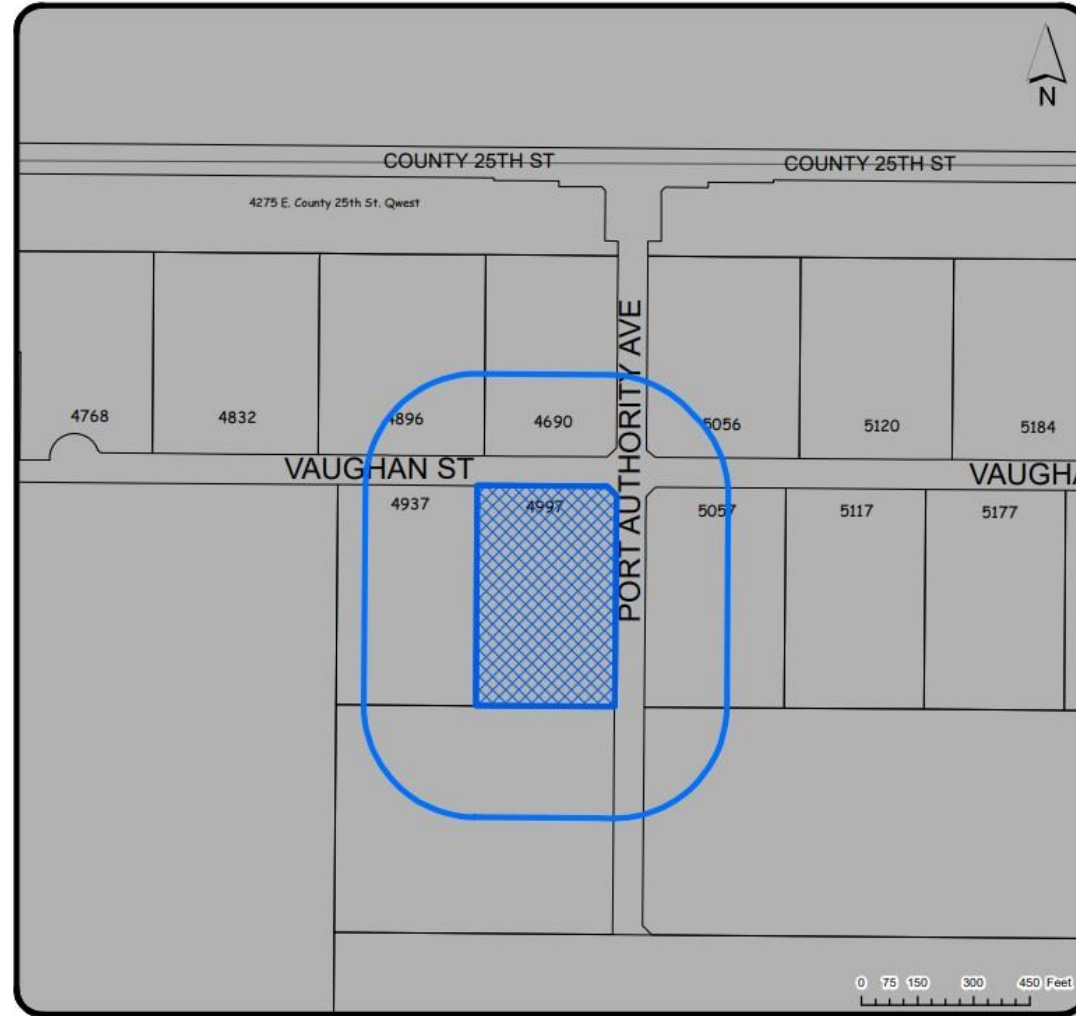 N
COUNTY 25TH ST
COUNTY 25TH ST
4275 E. County 25th St. Qwest
PORT AUTHORITY AVE
4768
4832
4896
4690
5056
5120
5184
VAUGHAN ST
VAUGHA
4937
4997
5057
5117
5177
0 75 150 300 450 Feet